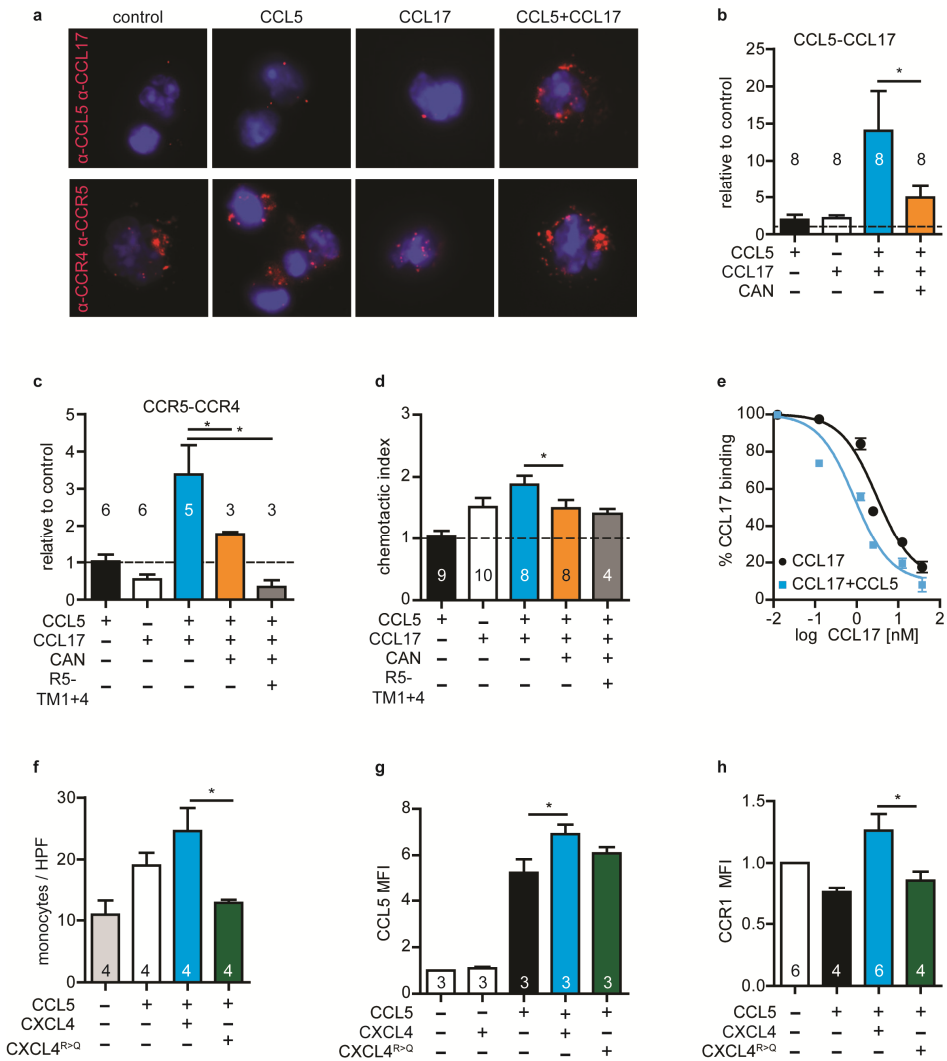 a
control CCL5 CCL17 CCL5+CCL17
α-CCL5 α-CCL17
α-CCR4 α-CCR5
b
CCL5-CCL17
relative to control
25
20
15
10
5
0
*
8 8 8 8
CCL5 + – + +
CCL17 – + + +
CAN – – – +
c
CCR5-CCR4
relative to control
5
4
3
2
1
0
*
*
6 6 5 3 3
CCL5 + – + + +
CCL17 – + + + +
CAN – – – + –
R5-
TM1+4 – – – – +
d
chemotactic index
3
2
1
0
*
9 10 8 8 4
CCL5 + – + + +
CCL17 – + + + +
CAN – – – + –
R5-
TM1+4 – – – – +
e
% CCL17 binding
100
80
60
40
20
0
CCL17
CCL17+CCL5
-2 -1 0 1 2
log CCL17 [nM]
f
monocytes / HPF
30
20
10
0
*
4 4 4 4
CCL5 – + + +
CXCL4 – – + –
CXCL4R>Q – – – +
g
CCL5 MFI
8
6
4
2
0
*
3 3 3 3 3
CCL5 – – + + +
CXCL4 – + – + –
CXCL4R>Q – – – – +
h
CCR1 MFI
1.5
1.0
0.5
0.0
*
6 4 6 4
CCL5 – + + +
CXCL4 – – + –
CXCL4R>Q – – – +